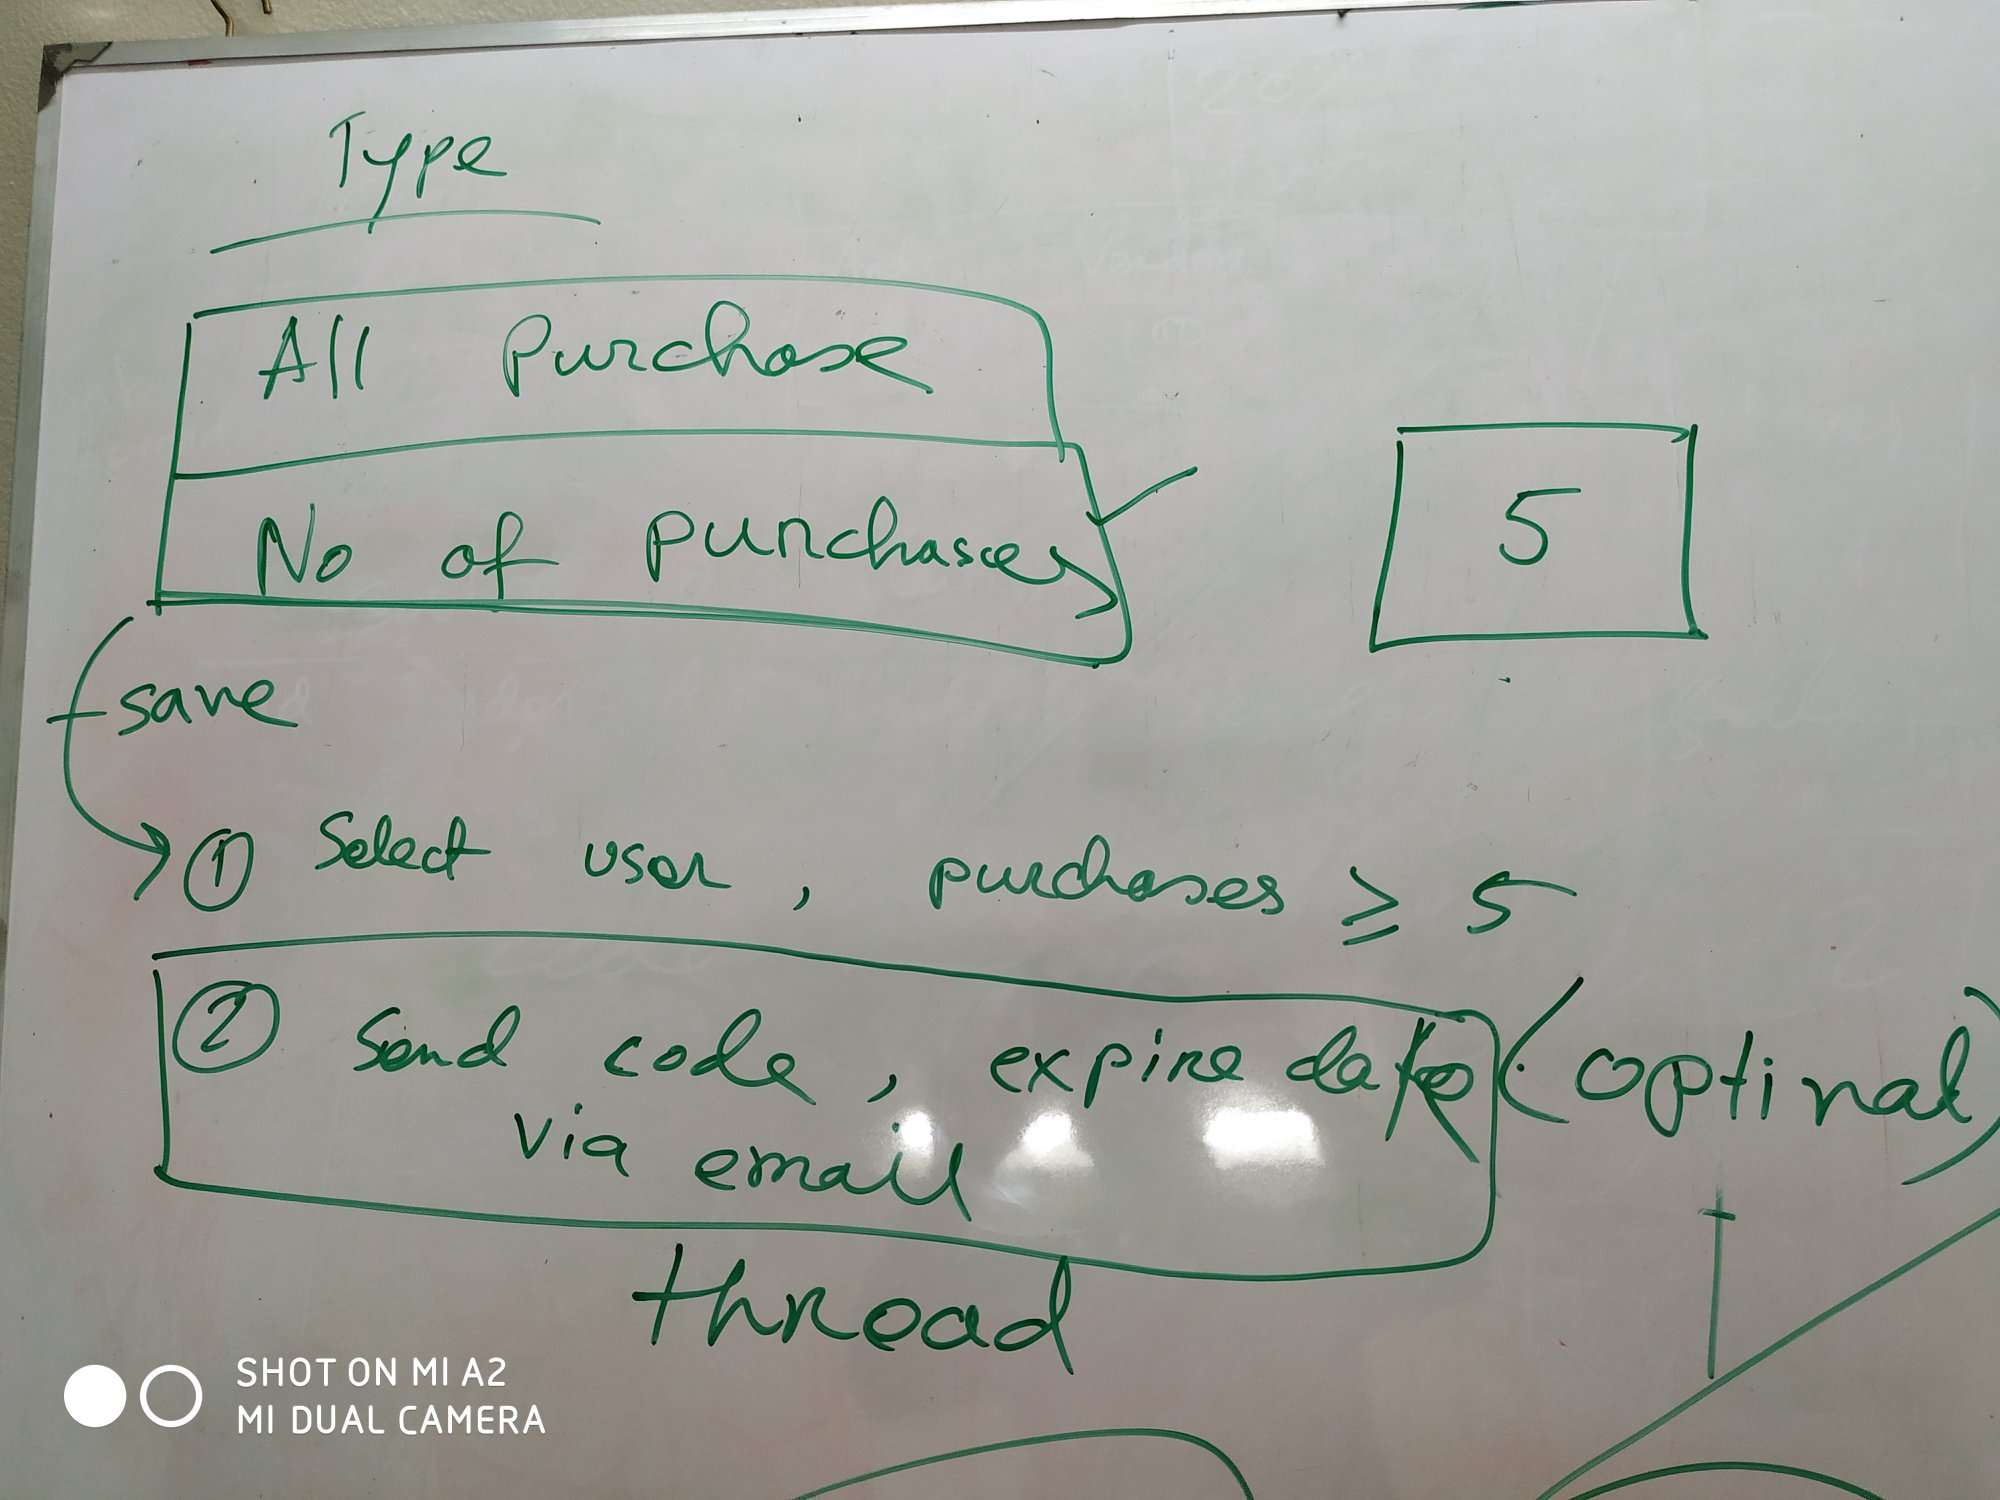 Type
All Purchase
No of purchases
5
save
① Select user, purchases ≥ 5
② Send code, expire date (optinal)
via email
thread
SHOT ON MI A2
MI DUAL CAMERA